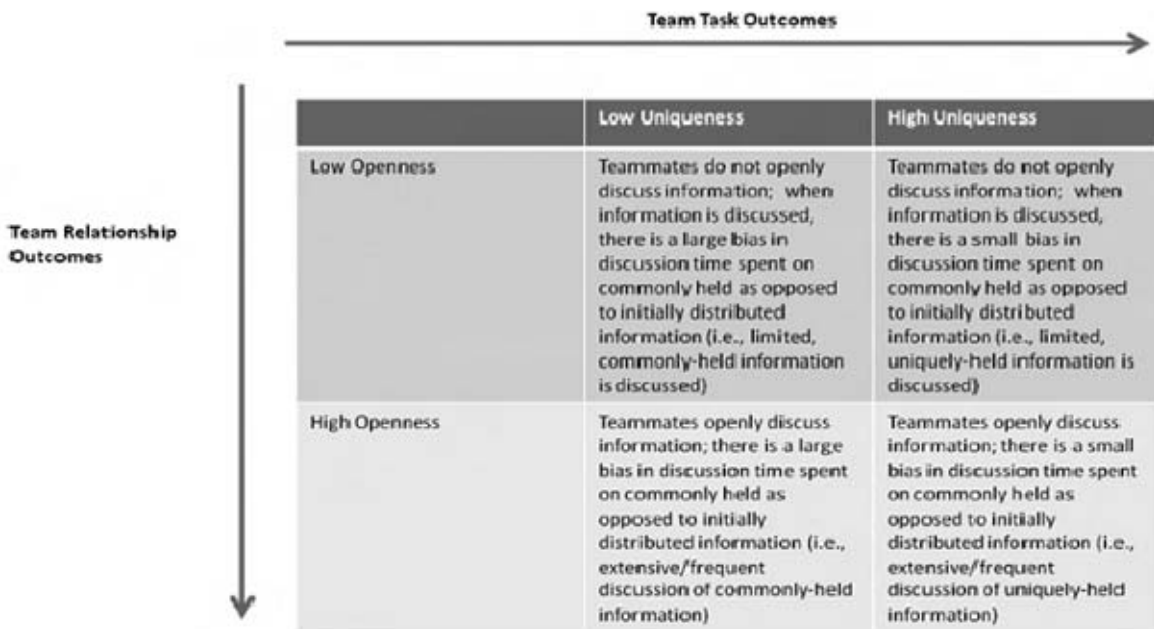 Team Task Outcomes
Team Relationship
Outcomes
Low Uniqueness
High Uniqueness
Low Openness
Teammates do not openly
discuss information; when
information is discussed,
there is a large bias in
discussion time spent on
commonly held as opposed
to initially distributed
information (i.e., limited,
commonly-held information
is discussed)
Teammates do not openly
discuss information; when
information is discussed,
there is a small bias in
discussion time spent on
commonly held as opposed
to initially distributed
information (i.e., limited,
uniquely-held information is
discussed)
High Openness
Teammates openly discuss
information; there is a large
bias in discussion time spent
on commonly held as
opposed to initially
distributed information (i.e.,
extensive/frequent
discussion of commonly-held
information)
Teammates openly discuss
information; there is a small
bias in discussion time spent
on commonly held as
opposed to initially
distributed information (i.e.,
extensive/frequent
discussion of uniquely-held
information)